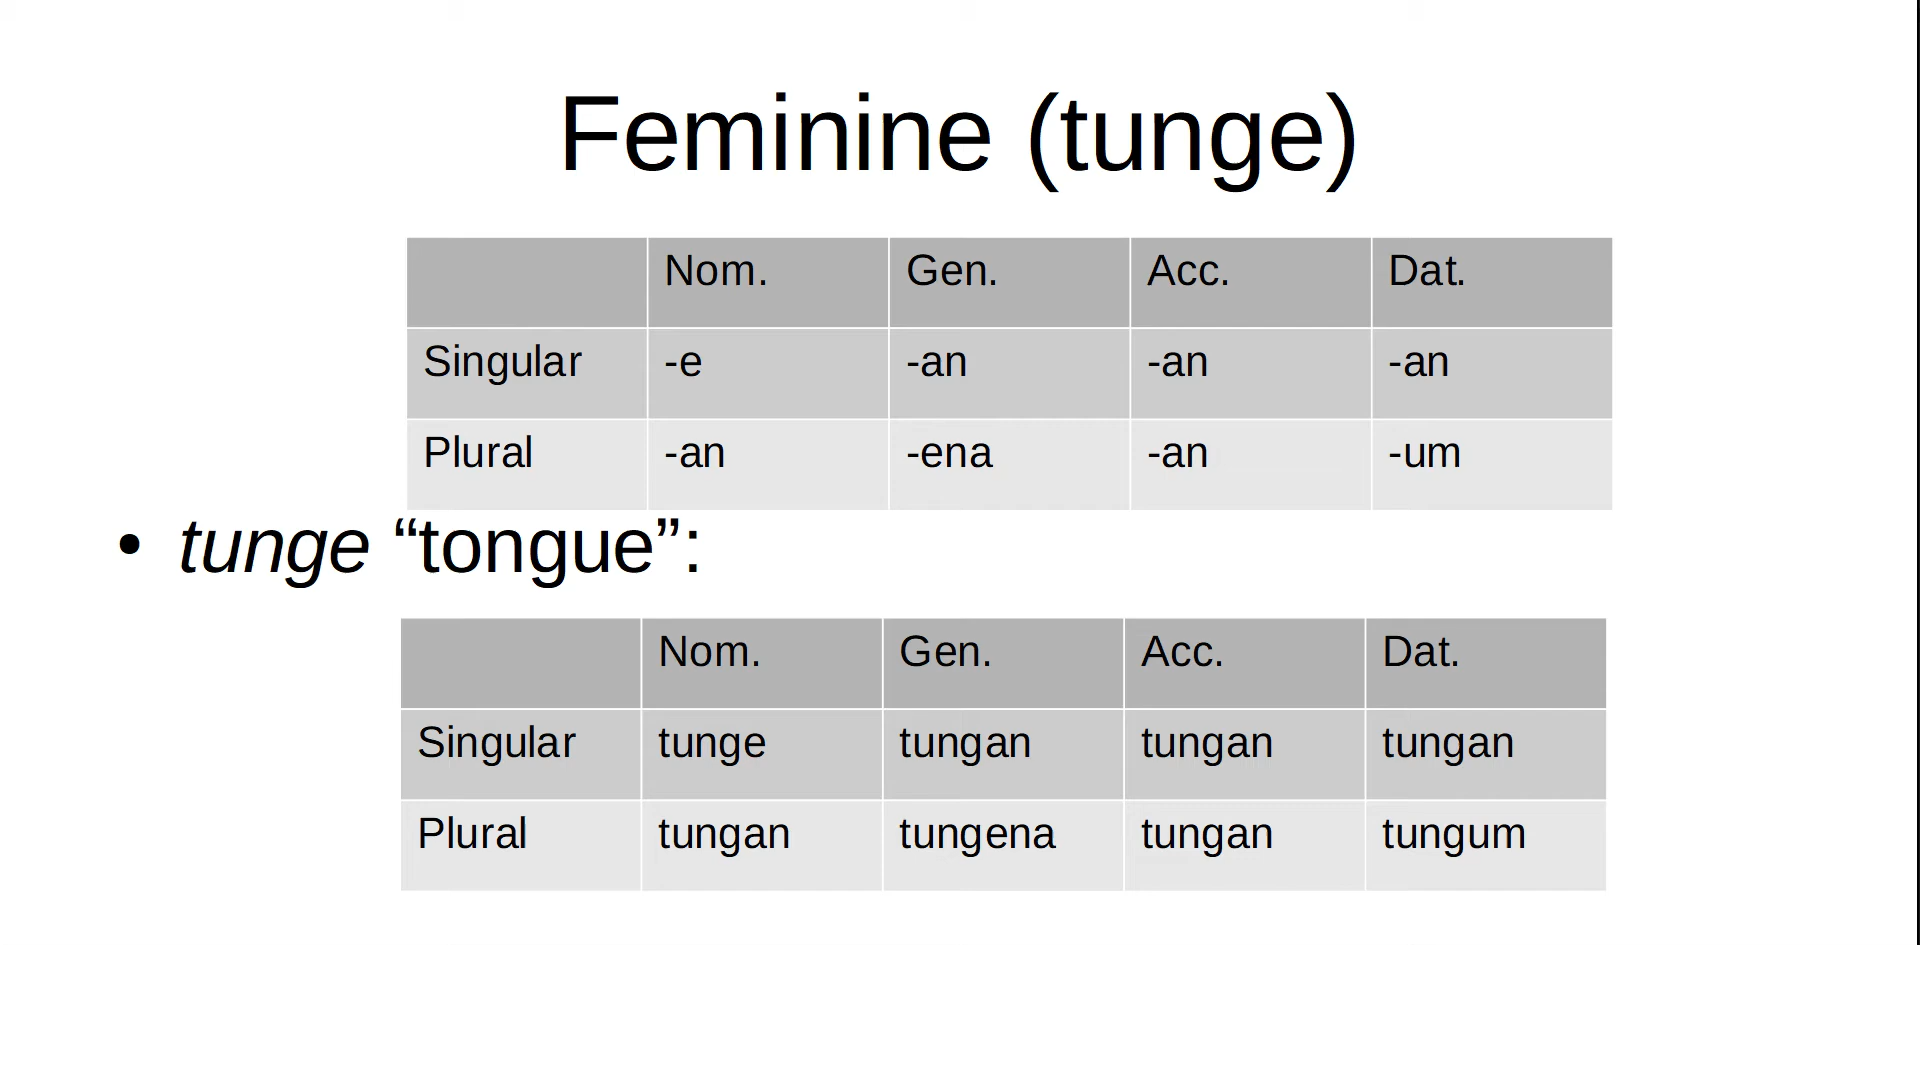 Feminine (tunge)
Nom. Gen. Acc. Dat.
Singular -e -an -an -an
Plural -an -ena -an -um
• tunge “tongue”:
Nom. Gen. Acc. Dat.
Singular tunge tungan tungan tungan
Plural tungan tungena tungan tungum